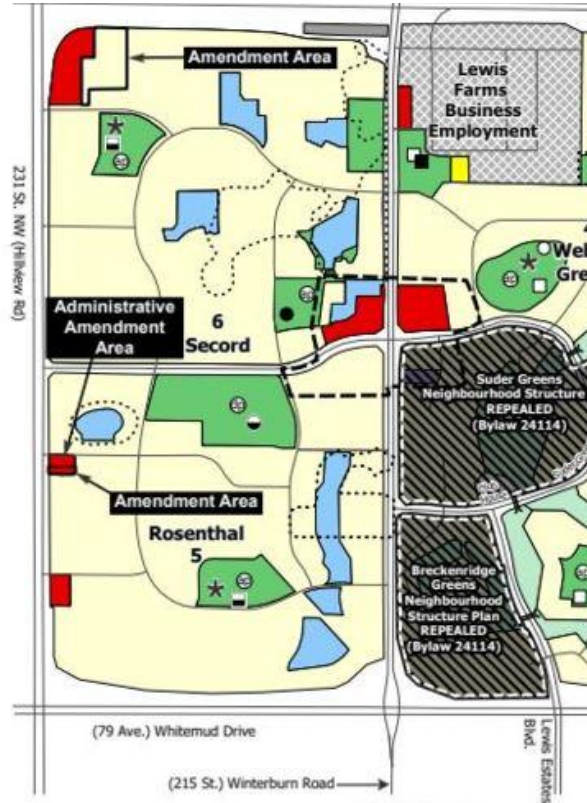 Amendment Area
Lewis
Farms
Business
Employment
231 St. NW (Hillview Rd)
Administrative
Amendment
Area
6
Secord
Suder Greens
Neighbourhood Structure
REPEALED
(Bylaw 24114)
Amendment Area
Rosenthal
5
Breckenridge
Greens
Neighbourhood
Structure Plan
REPEALED
(Bylaw 24114)
(79 Ave.) Whitemud Drive
Lewis Estates
Blvd.
(215 St.) Winterburn Road